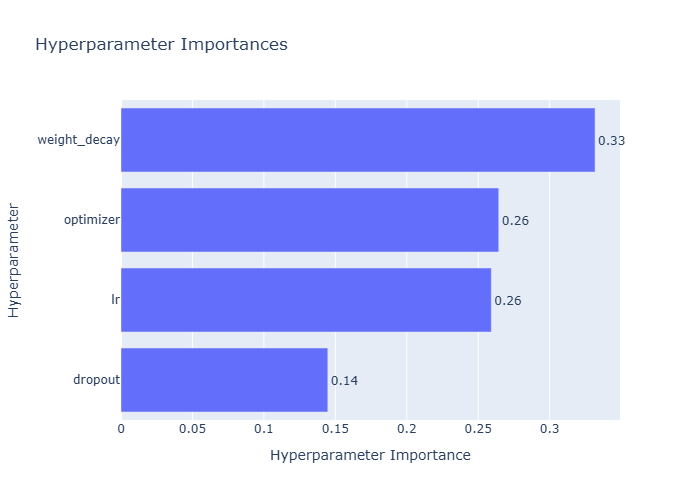 Hyperparameter Importances
Hyperparameter
weight_decay 0.33
optimizer 0.26
lr 0.26
dropout 0.14
0 0.05 0.1 0.15 0.2 0.25 0.3
Hyperparameter Importance